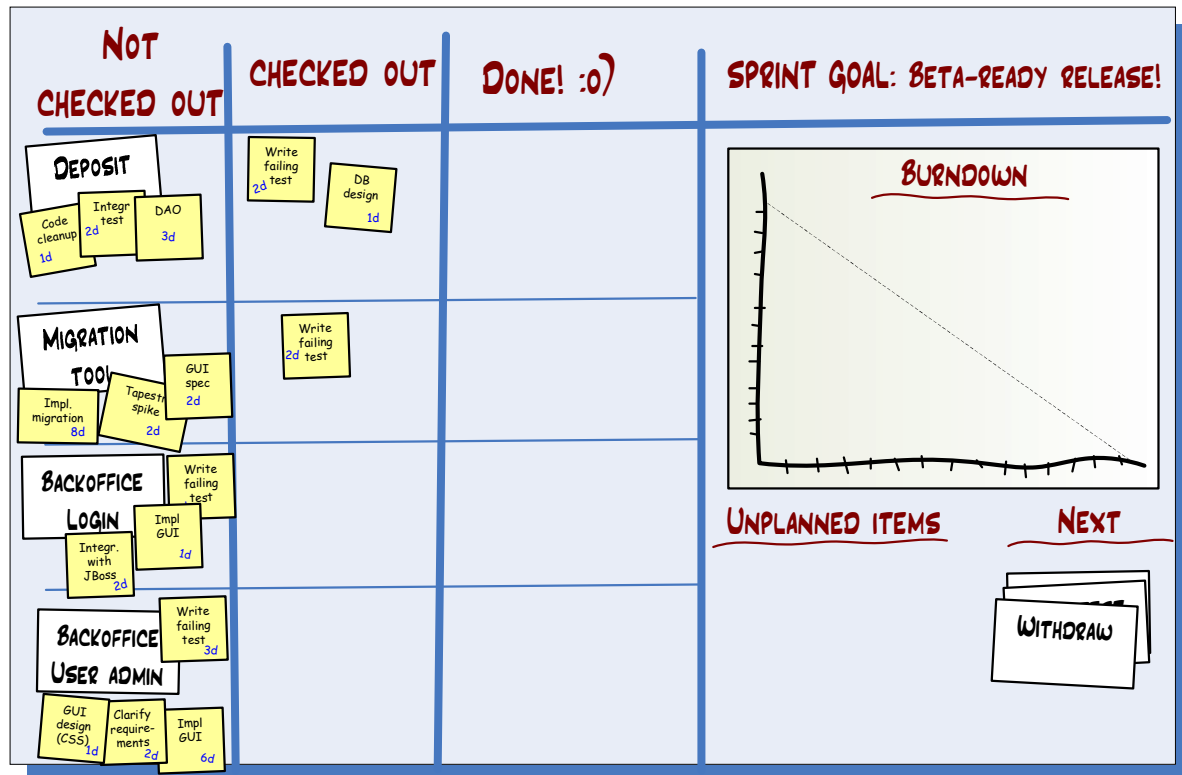 Not
checked out
checked out
Done! :o)
sprint goal: Beta-ready release!
Deposit
Code
cleanup
1d
Integr
test
2d
DAO
3d
Write
failing
test
2d
DB
design
1d
Burndown
Migration
tool
Impl.
migration
8d
spike
2d
GUI
spec
2d
Write
failing
test
2d
Backoffice
Login
Write
failing
test
Impl
GUI
1d
Integr.
with
JBoss
2d
Backoffice
User admin
Write
failing
test
3d
GUI
design
(CSS)
1d
Clarify
require-
ments
2d
Impl
GUI
6d
Unplanned items
Next
Withdraw